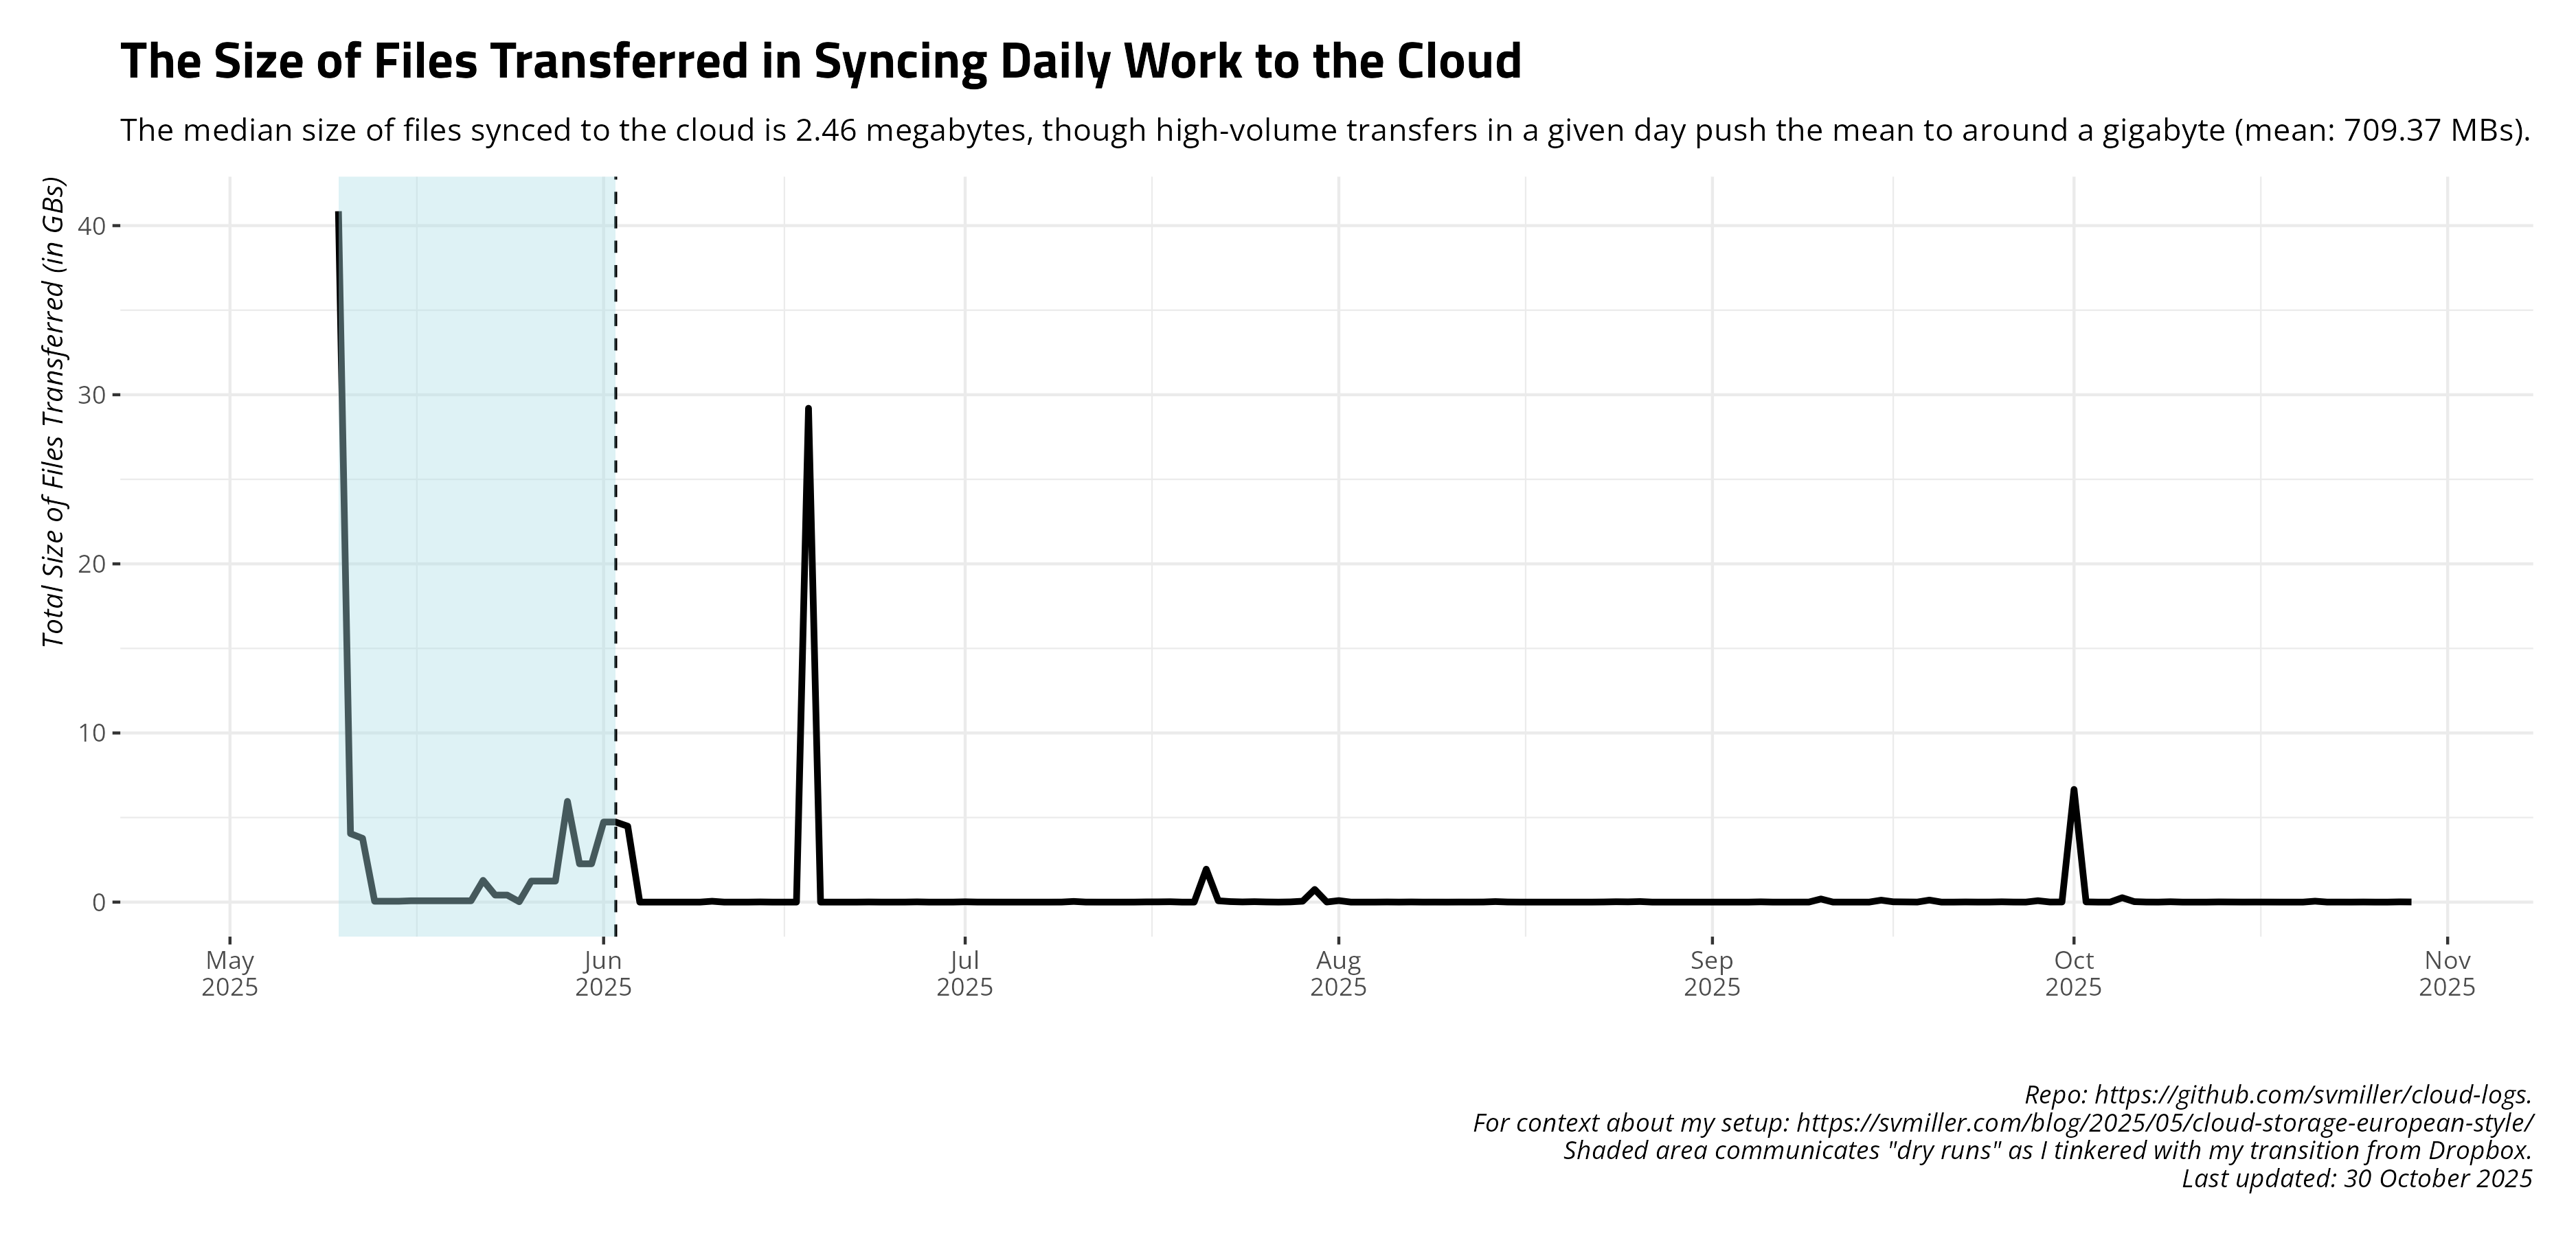 The Size of Files Transferred in Syncing Daily Work to the Cloud
The median size of files synced to the cloud is 2.46 megabytes, though high-volume transfers in a given day push the mean to around a gigabyte (mean: 709.37 MBs).
Total Size of Files Transferred (in GBs)
40
30
20
10
0
May
2025
Jun
2025
Jul
2025
Aug
2025
Sep
2025
Oct
2025
Nov
2025
Repo: https://github.com/svmiller/cloud-logs.
For context about my setup: https://svmiller.com/blog/2025/05/cloud-storage-european-style/
Shaded area communicates "dry runs" as I tinkered with my transition from Dropbox.
Last updated: 30 October 2025